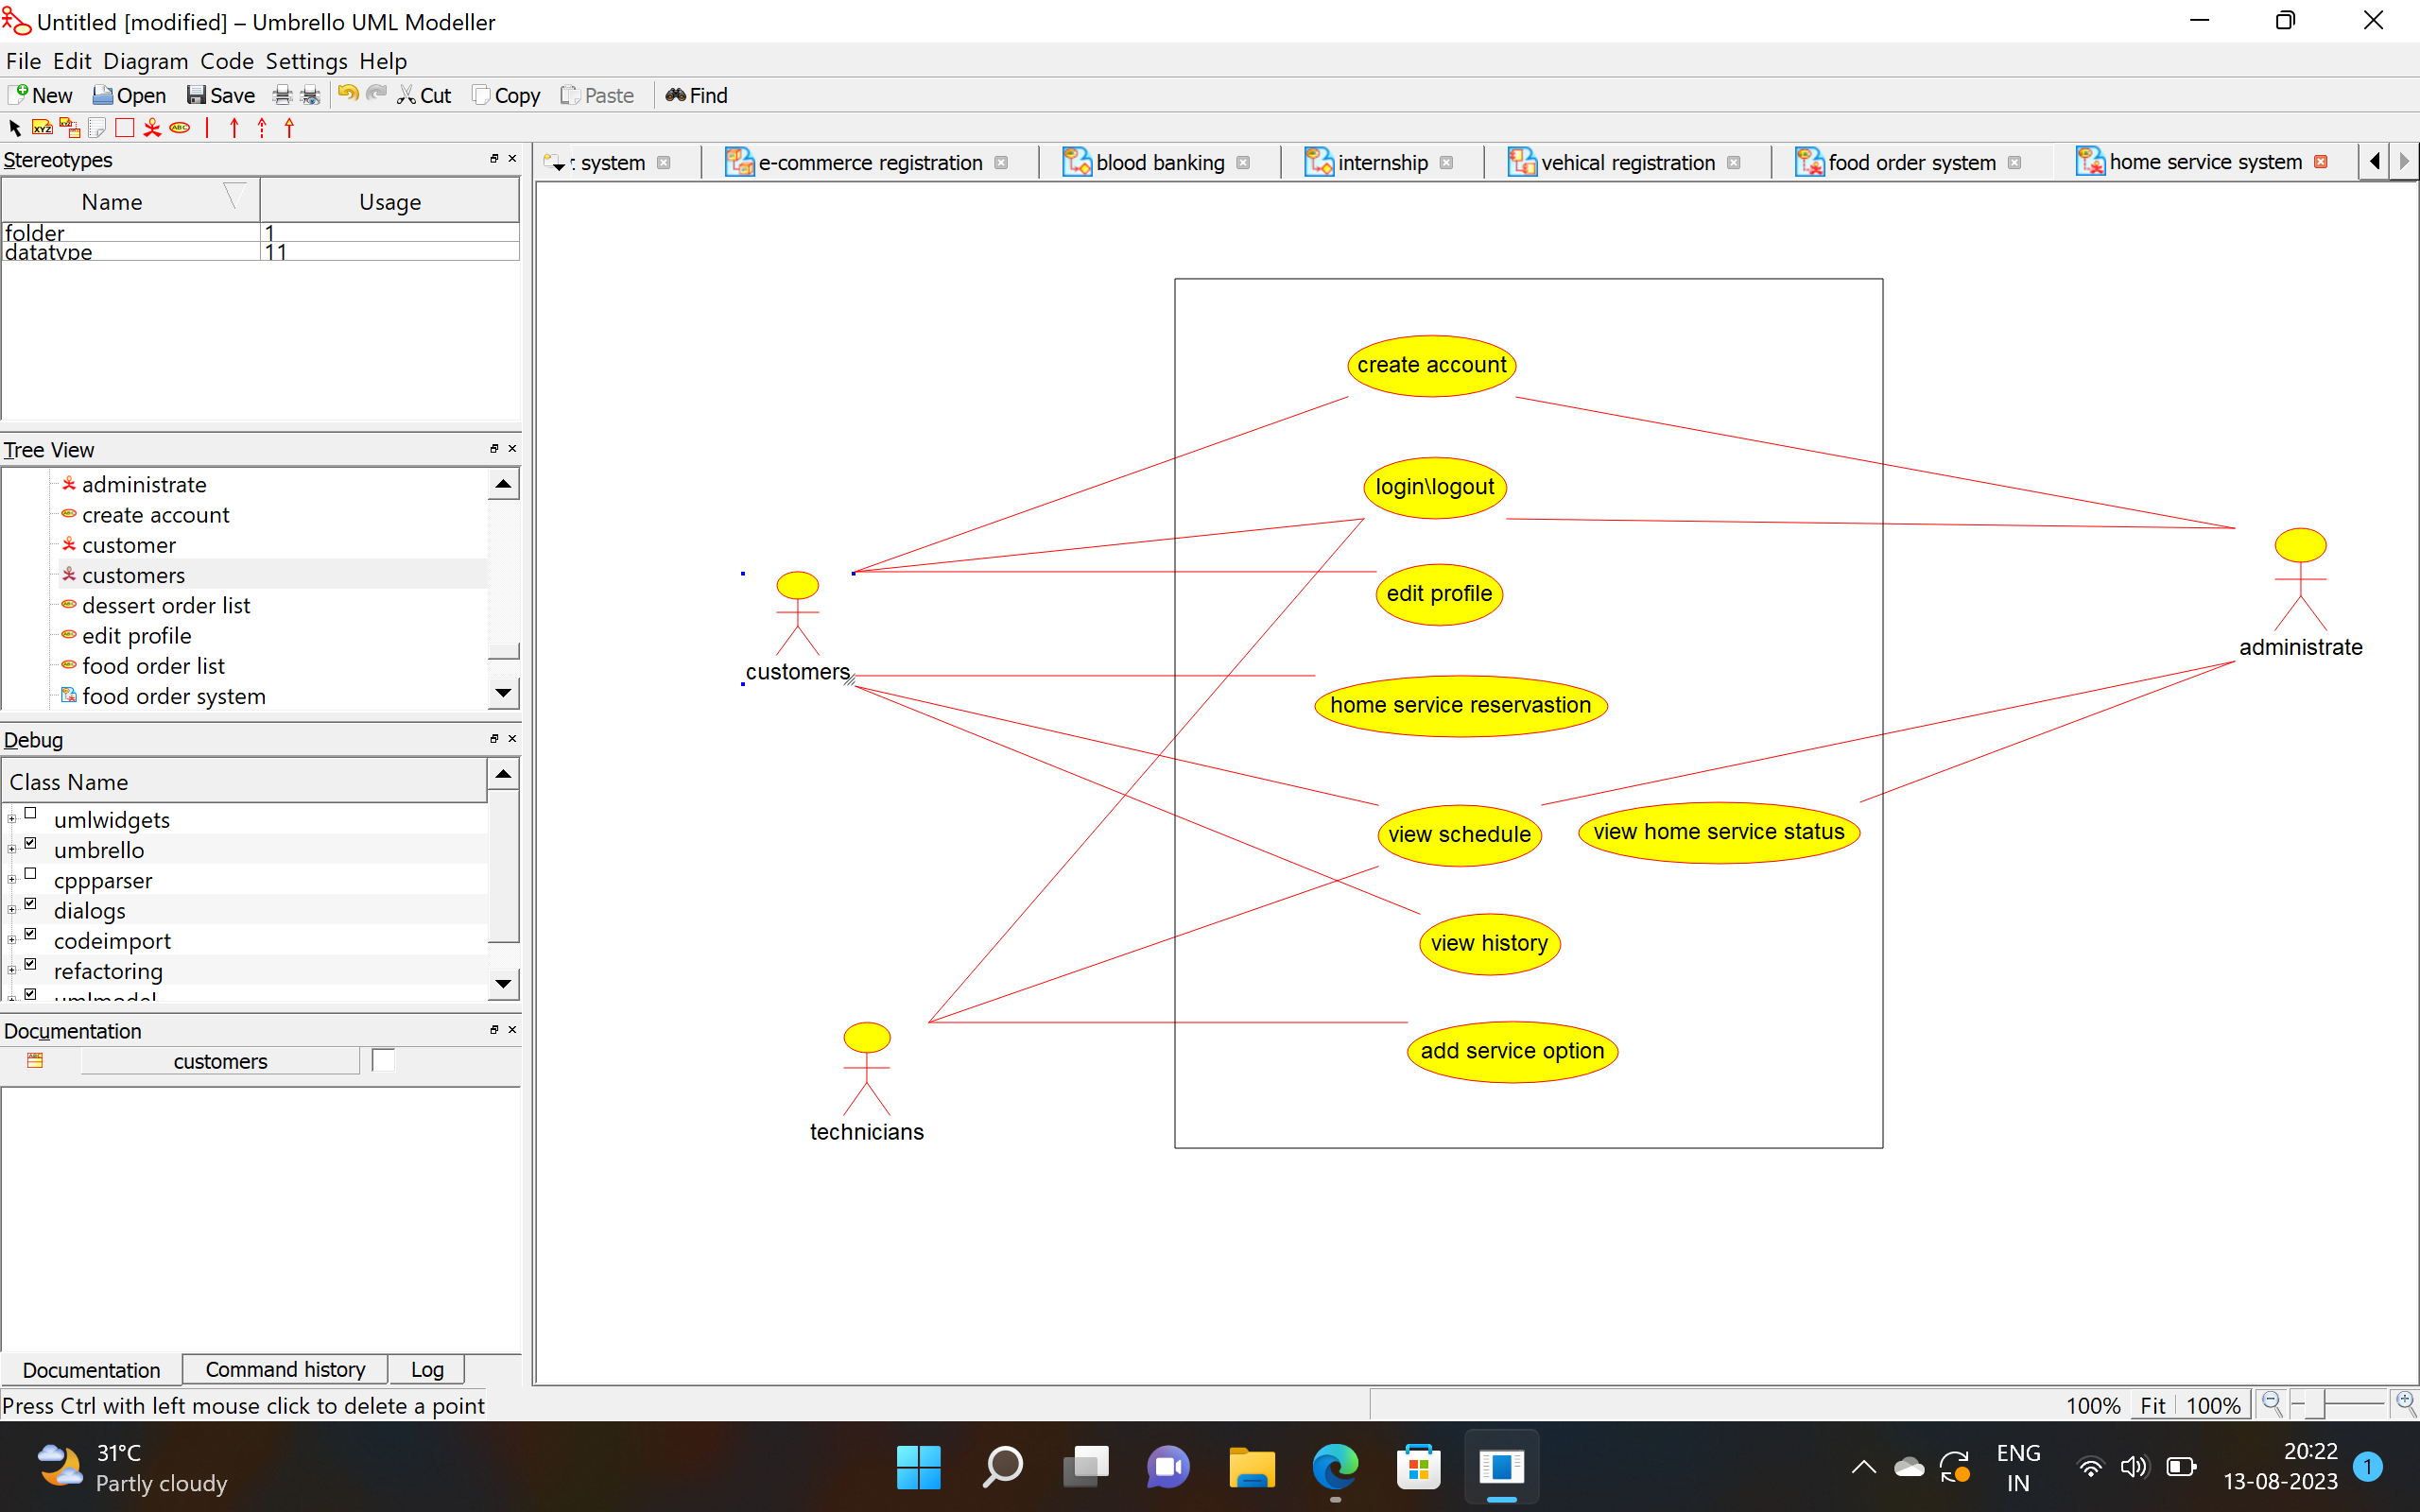 Untitled [modified] – Umbrello UML Modeller
File Edit Diagram Code Settings Help
New Open Save Cut Copy Paste Find
XYZ XYZ ABC
Stereotypes
Name Usage
folder 1
datatype 11
Tree View
administrate
create account
customer
customers
dessert order list
edit profile
food order list
food order system
Debug
Class Name
umlwidgets
umbrello
cppparser
dialogs
codeimport
refactoring
umlmodel
Documentation
customers
Documentation Command history Log
Press Ctrl with left mouse click to delete a point
system e-commerce registration blood banking internship vehical registration food order system home service system
create account
login\logout
edit profile
customers
administrate
home service reservastion
view schedule
view home service status
view history
add service option
technicians
100% Fit 100%
31°C
Partly cloudy
ENG
IN
20:22
13-08-2023
1